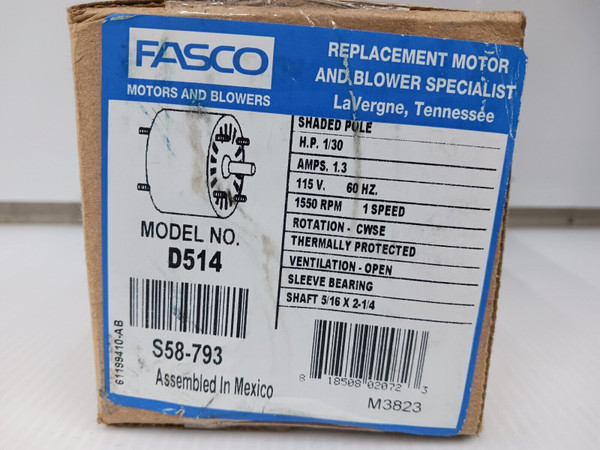 FASCO
MOTORS AND BLOWERS
REPLACEMENT MOTOR
AND BLOWER SPECIALIST
LaVergne, Tennessee
MODEL NO.
D514
SHADED POLE
H.P. 1/30
AMPS. 1.3
115 V. 60 HZ.
1550 RPM 1 SPEED
ROTATION - CWSE
THERMALLY PROTECTED
VENTILATION - OPEN
SLEEVE BEARING
SHAFT 5/16 X 2-1/4
61199410-AB
S58-793
Assembled In Mexico
8 18508 02072 3
M3823